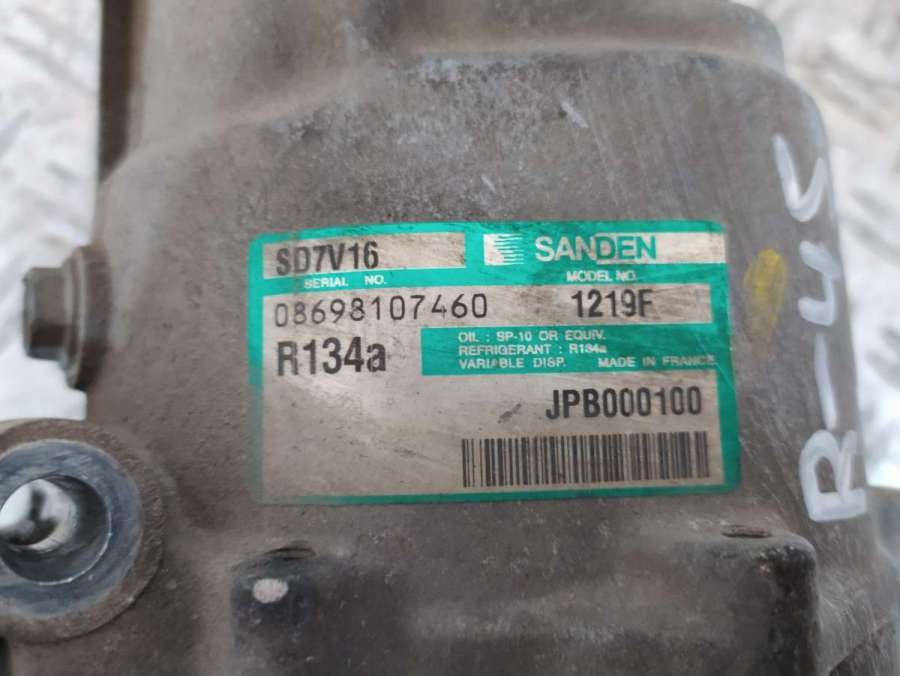 SD7V16 SANDEN
SERIAL NO. MODEL NO.
08698107460 1219F
R134a
OIL : SP-10 OR EQUIV.
REFRIGERANT : R134a
VARIABLE DISP. MADE IN FRANCE
JPB000100